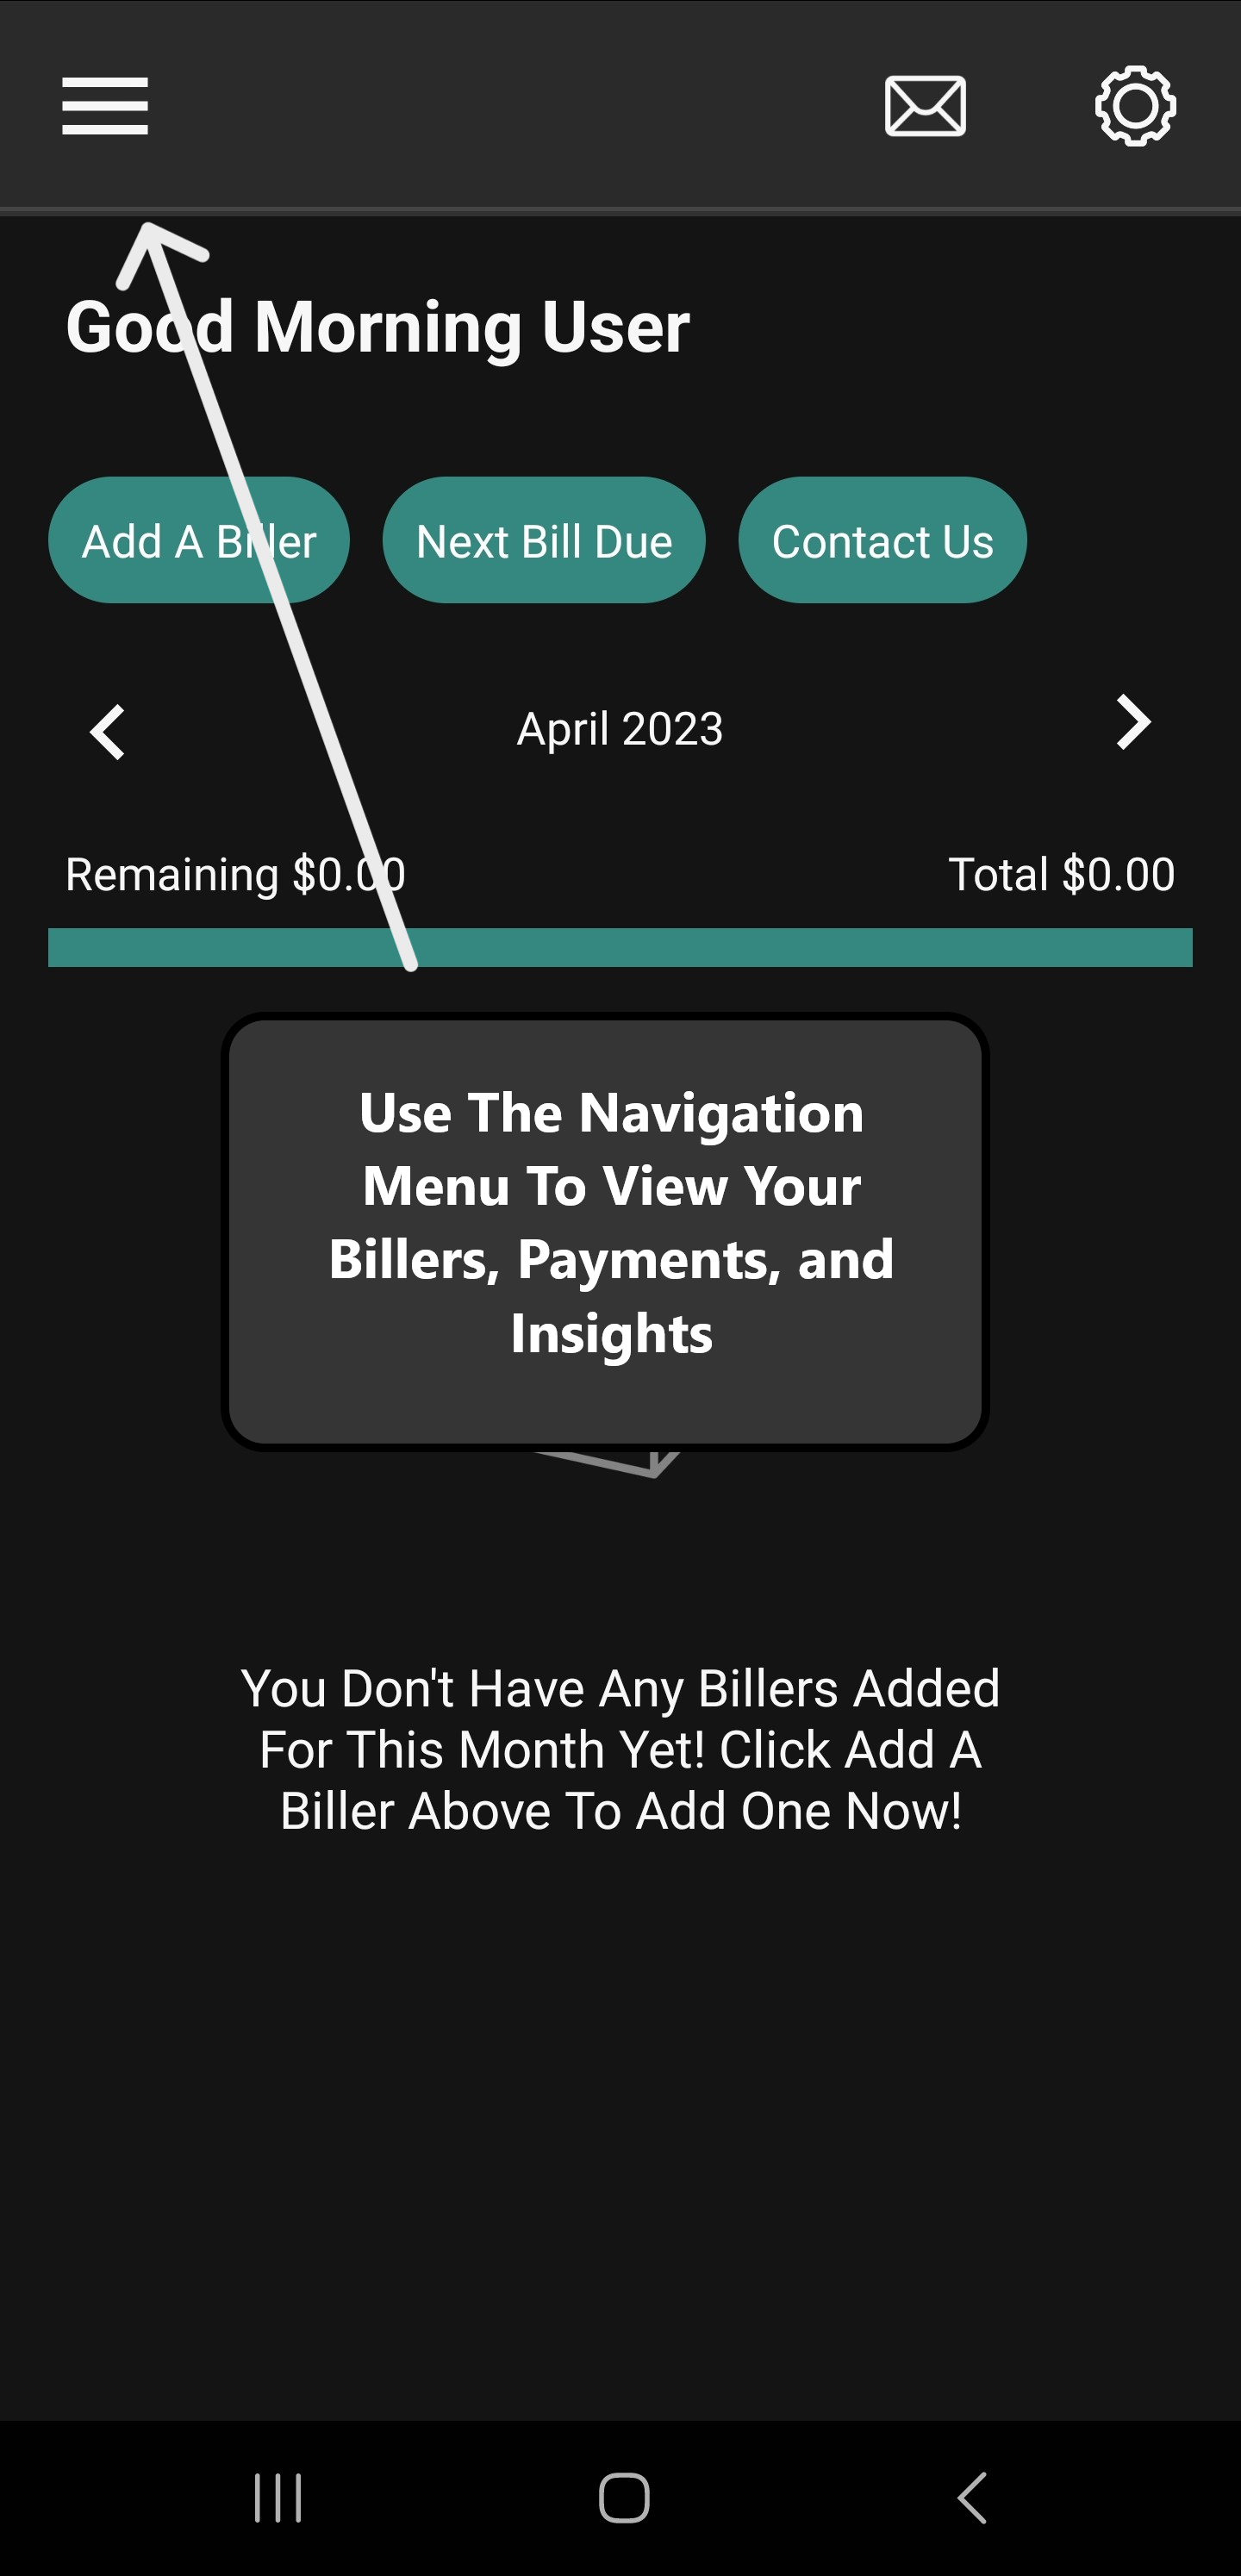 Good Morning User
Add A Biller
Next Bill Due
Contact Us
April 2023
Remaining $0.00
Total $0.00
Use The Navigation
Menu To View Your
Billers, Payments, and
Insights
You Don't Have Any Billers Added
For This Month Yet! Click Add A
Biller Above To Add One Now!